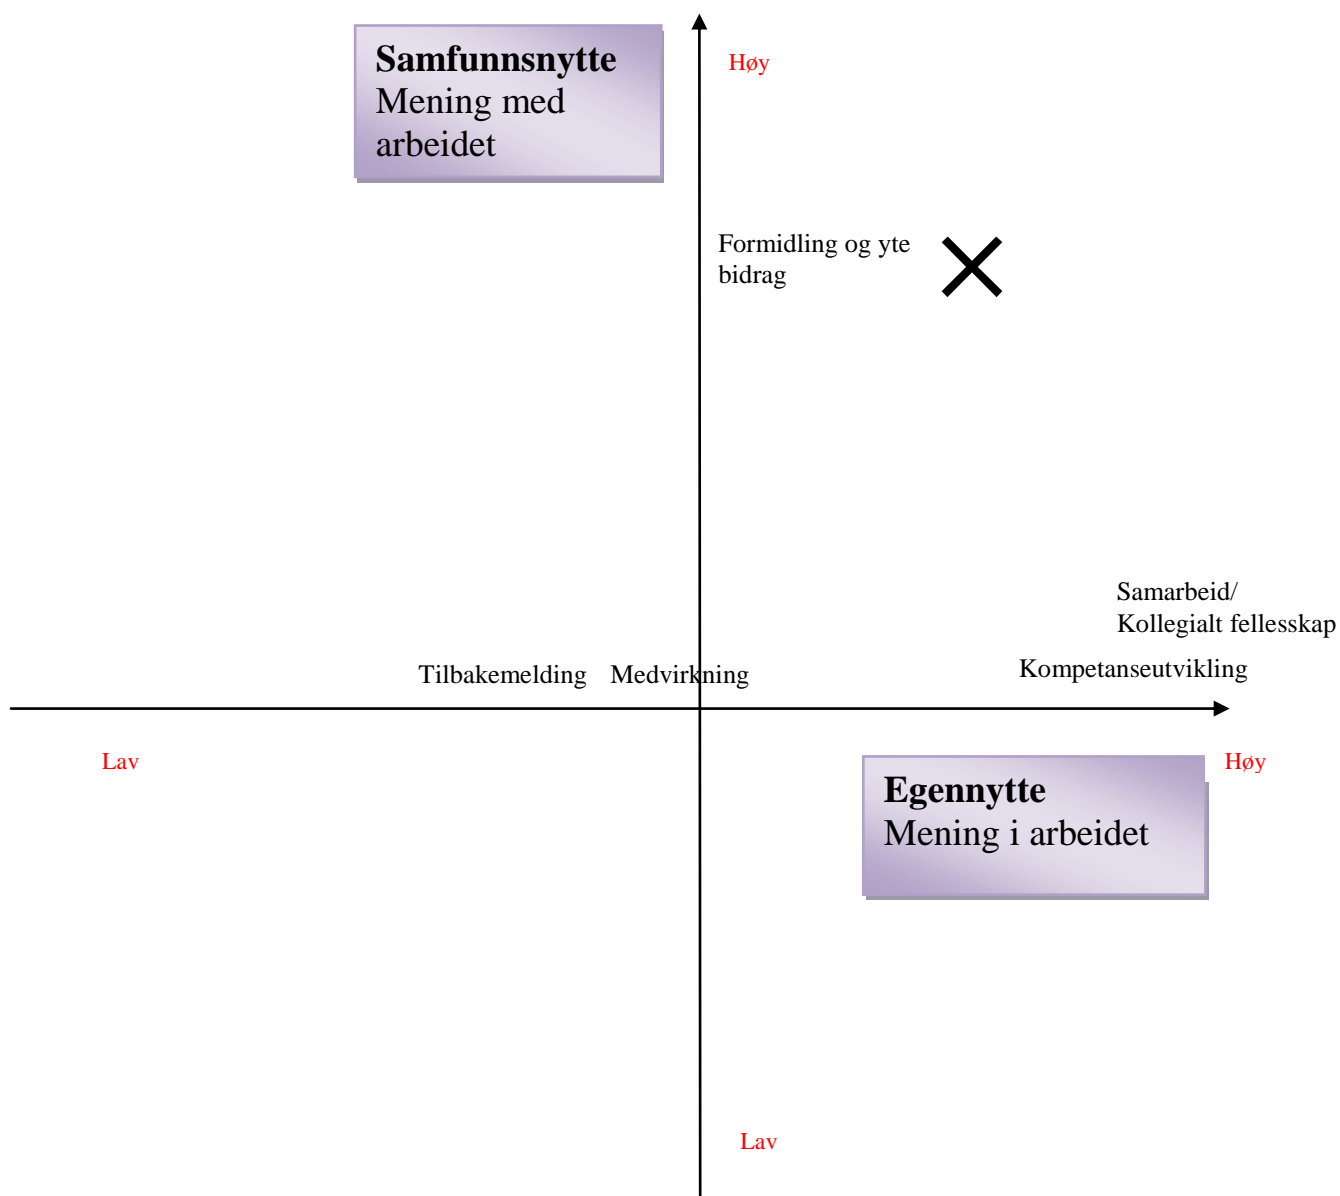 Samfunnsnytte
Mening med
arbeidet
Høy
Formidling og yte
bidrag
Samarbeid/
Kollegialt fellesskap
Tilbakemelding
Medvirkning
Kompetanseutvikling
Lav
Høy
Egennytte
Mening i arbeidet
Lav